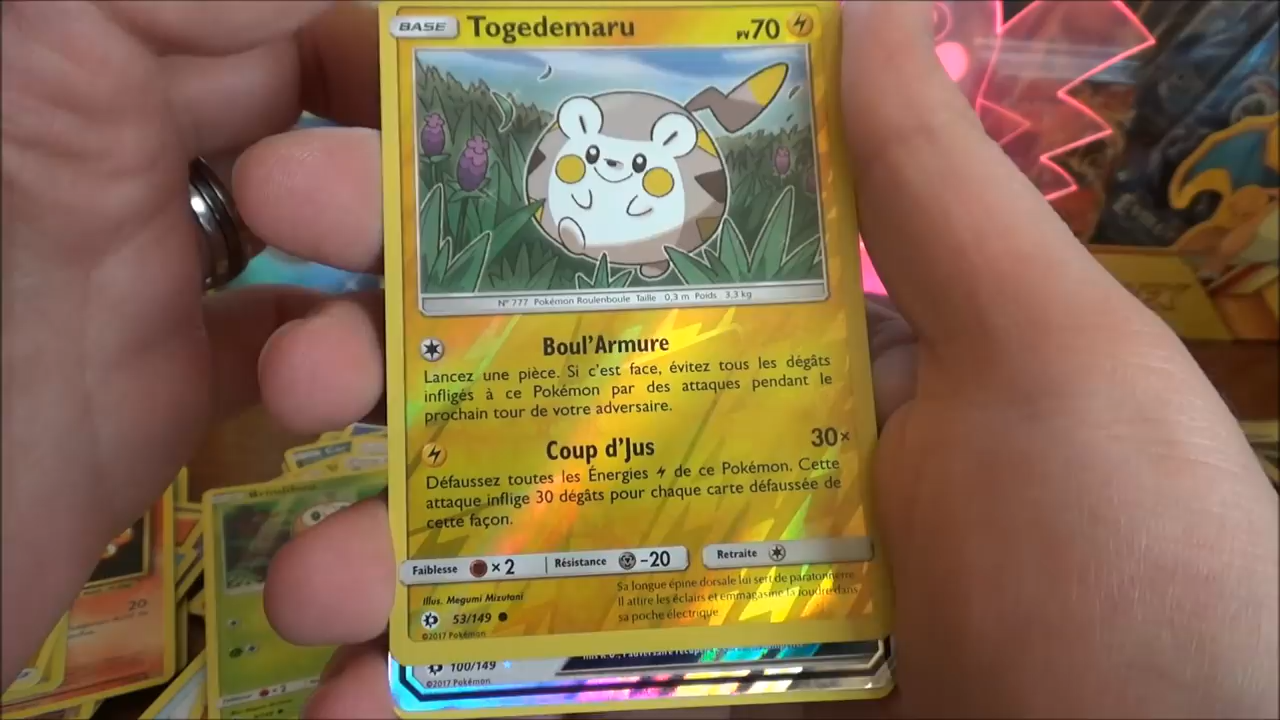 BASE Togedemaru PV70
N° 777 Pokémon Roulenboule Taille : 0,3 m Poids : 3,3 kg
Boul'Armure
Lancez une pièce. Si c'est face, évitez tous les dégâts
infligés à ce Pokémon par des attaques pendant le
prochain tour de votre adversaire.
Coup d'Jus 30×
Défaussez toutes les Énergies de ce Pokémon. Cette
attaque inflige 30 dégâts pour chaque carte défaussée de
cette façon.
Faiblesse ×2 Résistance -20 Retraite
Sa longue épine dorsale lui sert de paratonnerre.
Il attire les éclairs et emmagasine la foudre dans
sa poche électrique
Illus. Megumi Mizutani
53/149
©2017 Pokémon
100/149
©2017 Pokémon
20